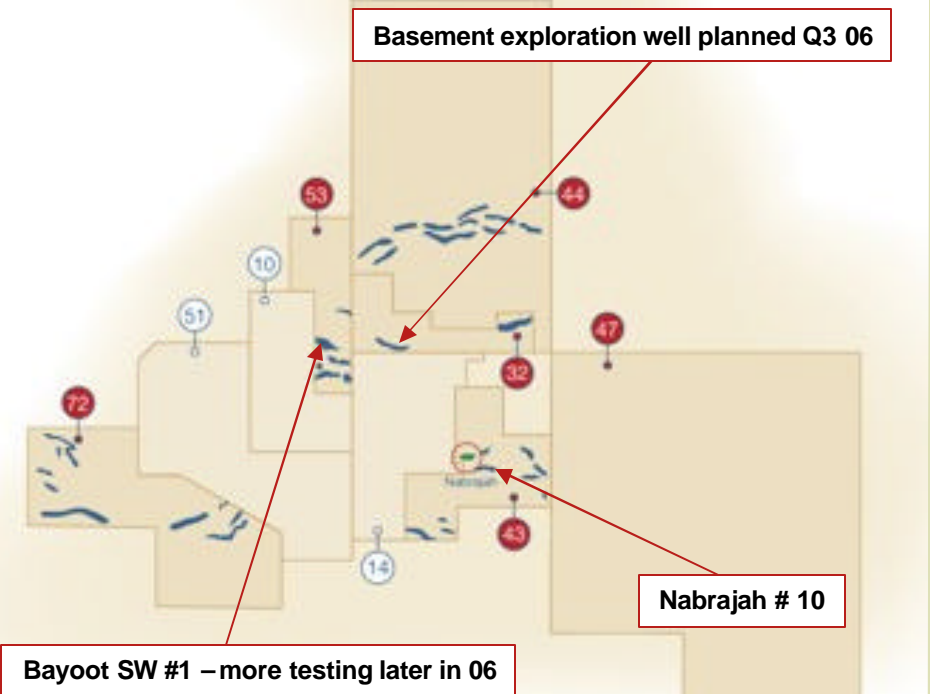 Basement exploration well planned Q3 06
53
44
10
51
47
32
72
Nabrajah
43
14
Nabrajah # 10
Bayoot SW #1 – more testing later in 06